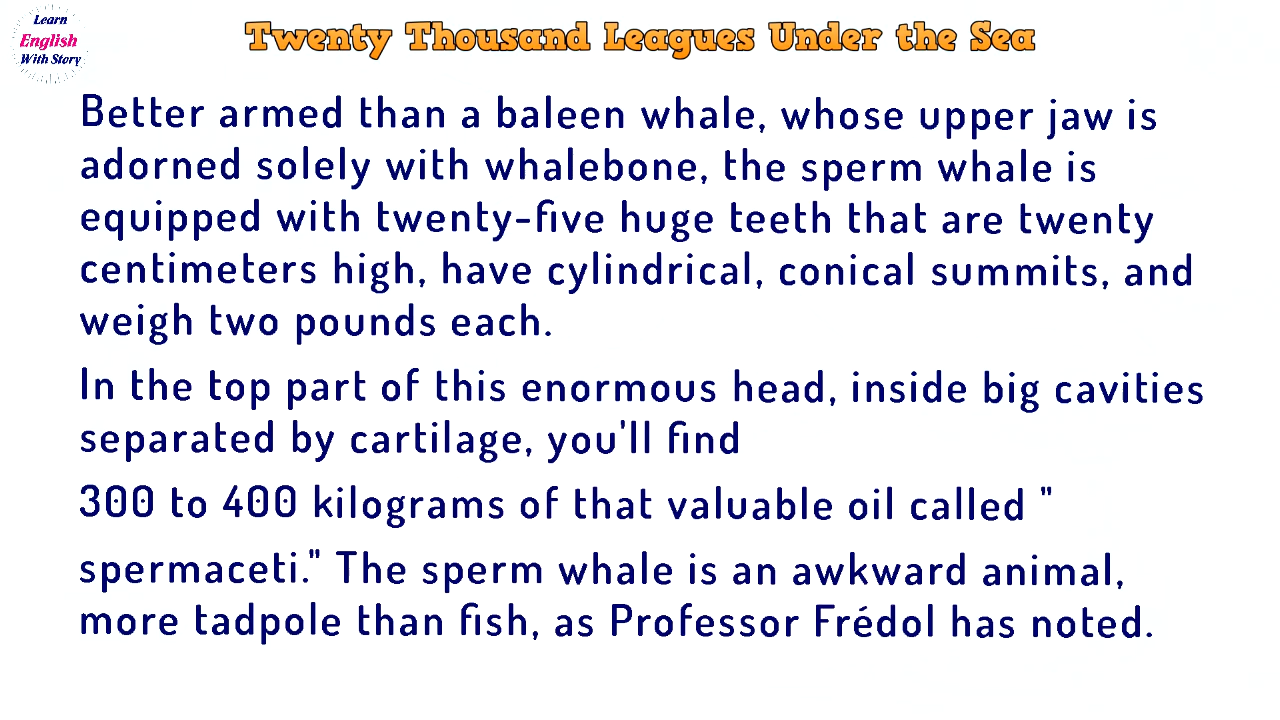 Learn
English
With Story
Twenty Thousand Leagues Under the Sea
Better armed than a baleen whale, whose upper jaw is
adorned solely with whalebone, the sperm whale is
equipped with twenty-five huge teeth that are twenty
centimeters high, have cylindrical, conical summits, and
weigh two pounds each.
In the top part of this enormous head, inside big cavities
separated by cartilage, you'll find
300 to 400 kilograms of that valuable oil called "
spermaceti." The sperm whale is an awkward animal,
more tadpole than fish, as Professor Frédol has noted.